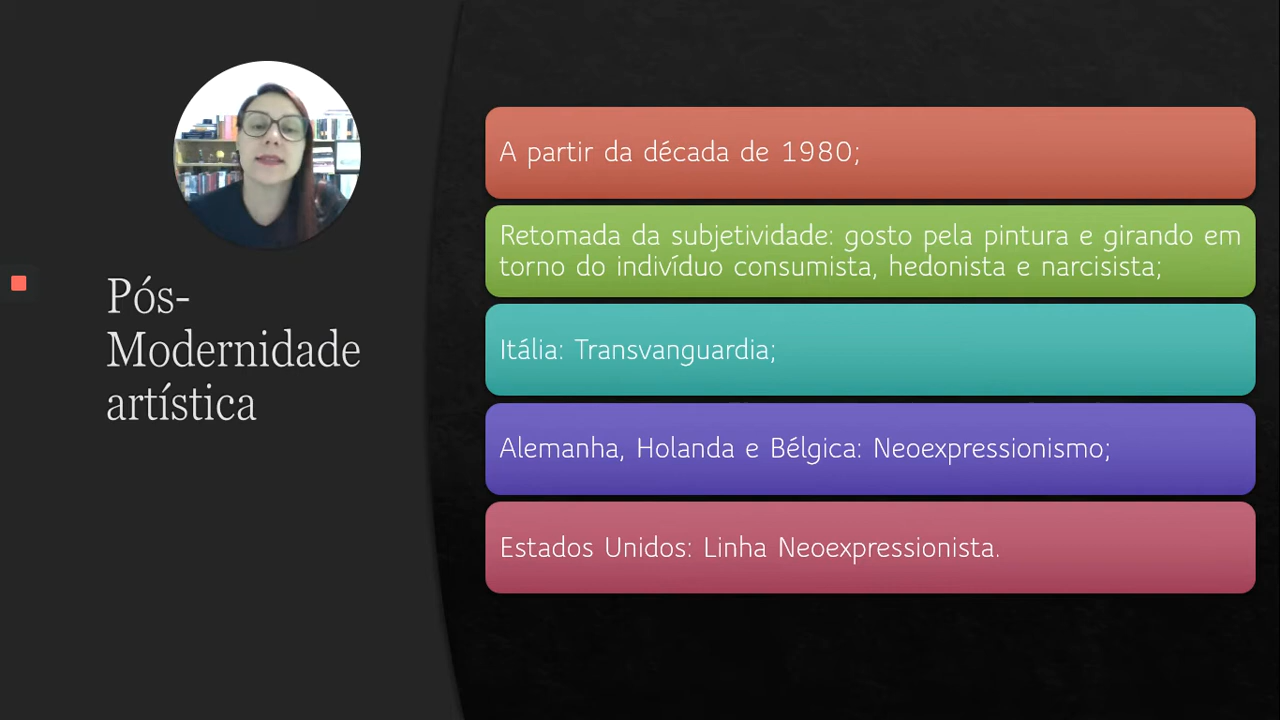 Pós-
Modernidade
artística
A partir da década de 1980;
Retomada da subjetividade: gosto pela pintura e girando em
torno do indivíduo consumista, hedonista e narcisista;
Itália: Transvanguardia;
Alemanha, Holanda e Bélgica: Neoexpressionismo;
Estados Unidos: Linha Neoexpressionista.